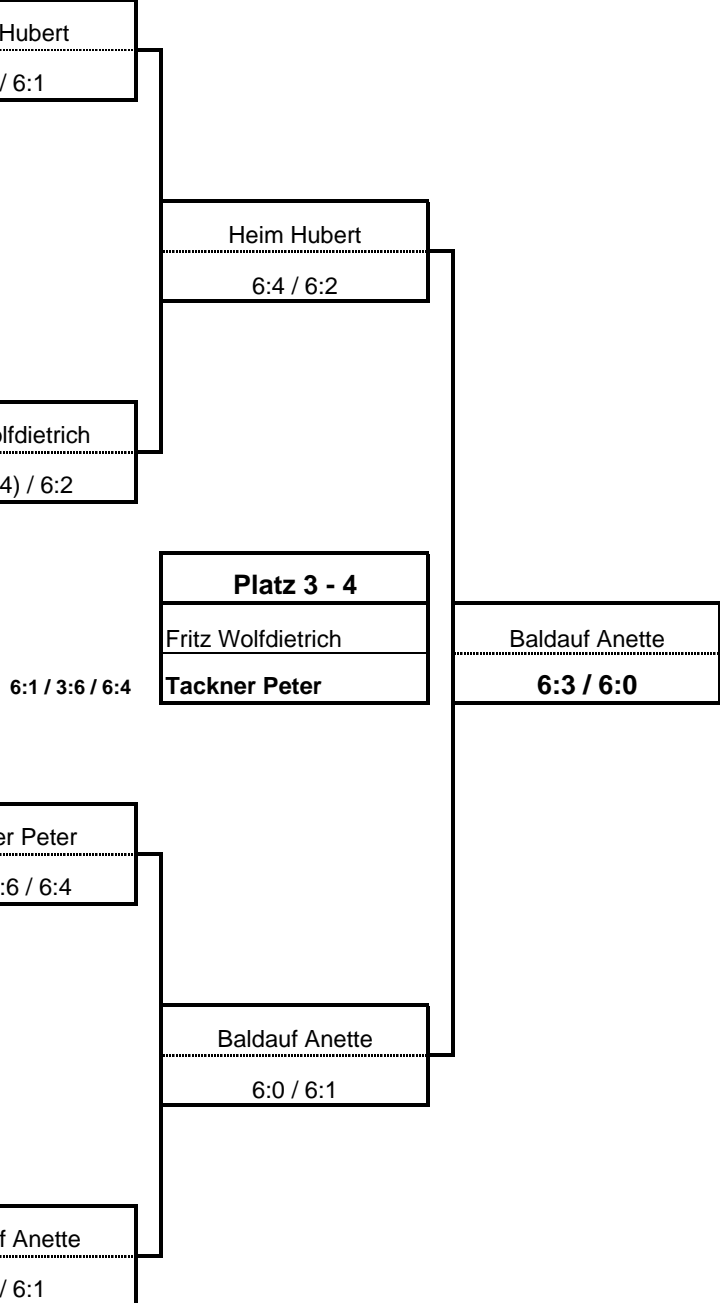 Hubert
/ 6:1
Heim Hubert
6:4 / 6:2
olfdietrich
4) / 6:2
Platz 3 - 4
Fritz Wolfdietrich
Baldauf Anette
6:1 / 3:6 / 6:4
Tackner Peter
6:3 / 6:0
er Peter
:6 / 6:4
Baldauf Anette
6:0 / 6:1
f Anette
/ 6:1